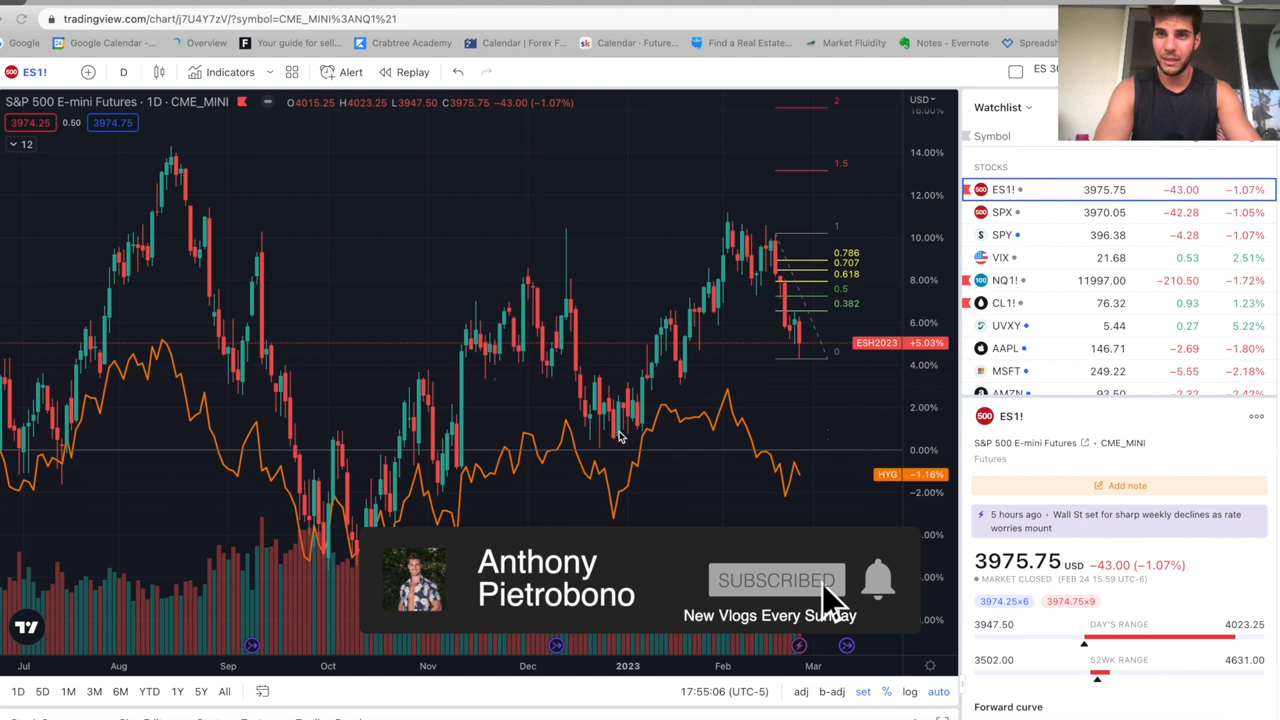 tradingview.com/chart/j7U4Y7zV/?symbol=CME_MINI%3ANQ1%21
Google
Google Calendar -...
Overview
Your guide for sell...
Crabtree Academy
Calendar | Forex F...
Calendar · Future...
Find a Real Estate...
Market Fluidity
Notes - Evernote
Spreadsh
ES1!
D
Indicators
Alert
Replay
ES 30
S&P 500 E-mini Futures · 1D · CME_MINI
O4015.25 H4023.25 L3947.50 C3975.75 −43.00 (−1.07%)
3974.25
0.50
3974.75
12
USD
16.00%
14.00%
12.00%
10.00%
8.00%
6.00%
ESH2023
+5.03%
4.00%
2.00%
0.00%
HYG
−1.16%
−2.00%
2
1.5
1
0.786
0.707
0.618
0.5
0.382
0
Jul
Aug
Sep
Oct
Nov
Dec
2023
Feb
Mar
Anthony
Pietrobono
SUBSCRIBED
New Vlogs Every Sunday
1D
5D
1M
3M
6M
YTD
1Y
5Y
All
17:55:06 (UTC-5)
adj
b-adj
set
%
log
auto
Watchlist
Symbol
STOCKS
ES1! 3975.75 −43.00 −1.07%
SPX 3970.05 −42.28 −1.05%
SPY 396.38 −4.28 −1.07%
VIX 21.68 0.53 2.51%
NQ1! 11997.00 −210.50 −1.72%
CL1! 76.32 0.93 1.23%
UVXY 5.44 0.27 5.22%
AAPL 146.71 −2.69 −1.80%
MSFT 249.22 −5.55 −2.18%
AMZN 93.50 −2.32 −2.42%
ES1!
S&P 500 E-mini Futures
CME_MINI
Futures
Add note
5 hours ago · Wall St set for sharp weekly declines as rate
worries mount
3975.75 USD −43.00 (−1.07%)
MARKET CLOSED (FEB 24 15:59 UTC-6)
3974.25×6
3974.75×9
3947.50 DAY'S RANGE 4023.25
3502.00 52WK RANGE 4631.00
Forward curve